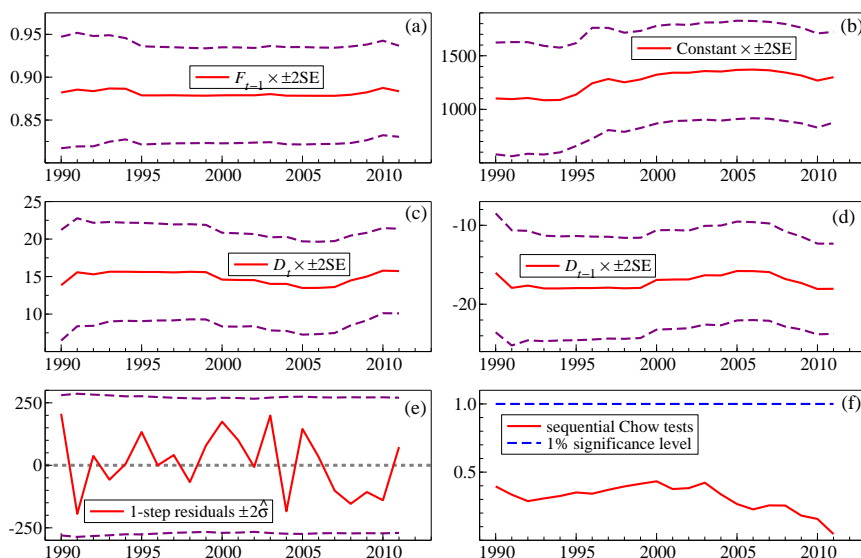 (a)
0.95
0.90
0.85
F_{t−1} × ±2SE
1990 1995 2000 2005 2010
(b)
1500
1000
Constant × ±2SE
1990 1995 2000 2005 2010
(c)
25
20
15
10
D_t × ±2SE
1990 1995 2000 2005 2010
(d)
-10
-20
D_{t−1} × ±2SE
1990 1995 2000 2005 2010
(e)
250
0
-250
1-step residuals ±2σ̂
1990 1995 2000 2005 2010
(f)
1.0
0.5
sequential Chow tests
1% significance level
1990 1995 2000 2005 2010